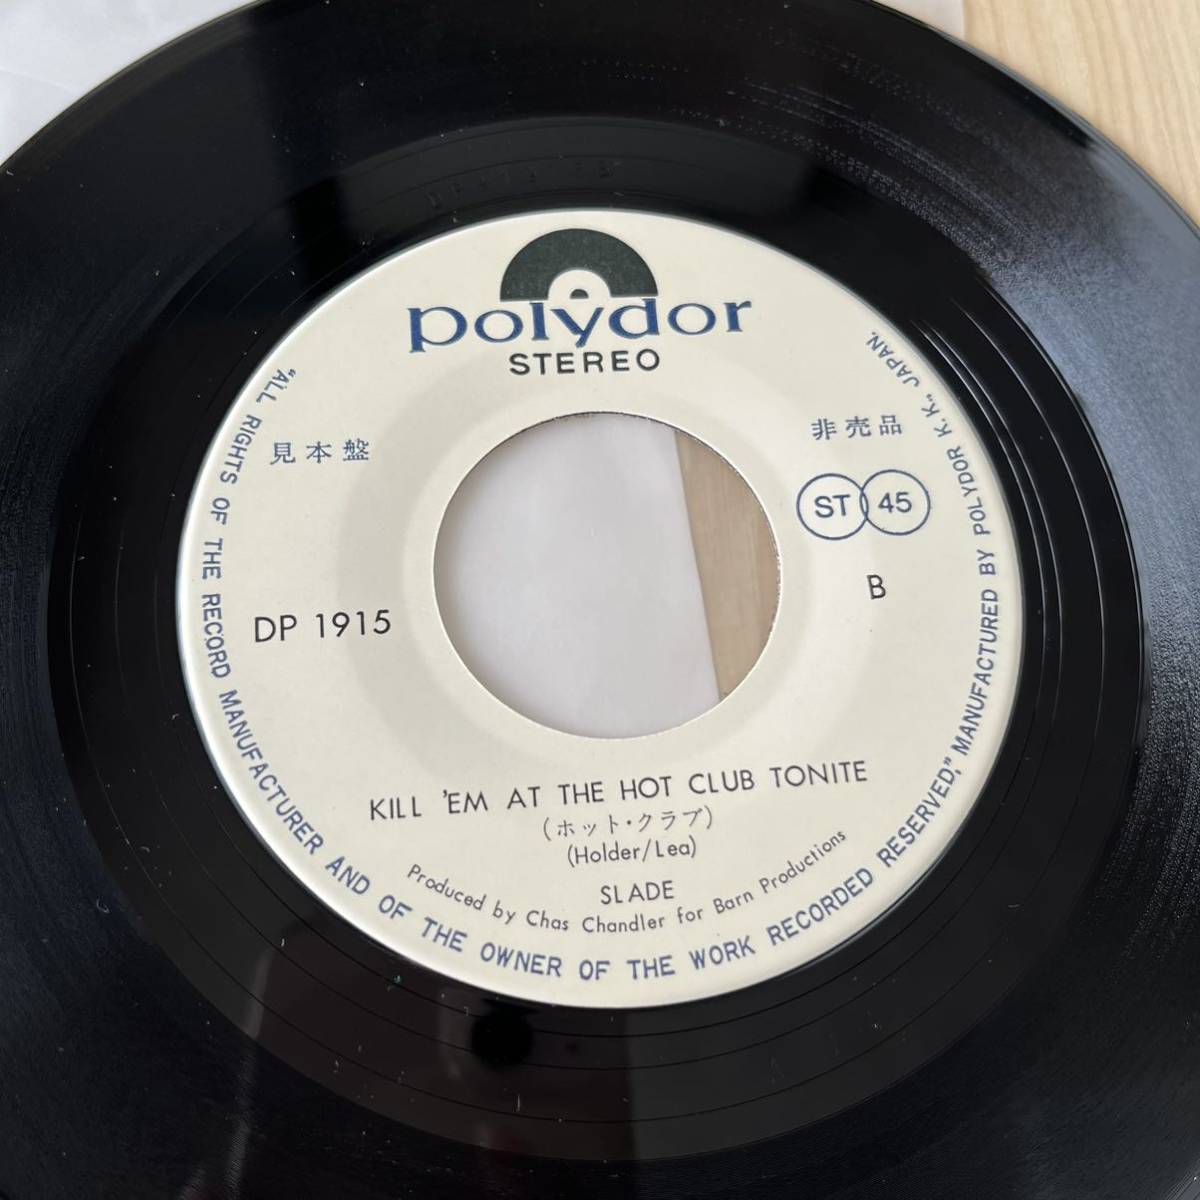 polydor
STEREO
見本盤
非売品
ST 45
DP 1915
B
KILL 'EM AT THE HOT CLUB TONITE
(ホット・クラブ)
(Holder/Lea)
SLADE
Produced by Chas Chandler for Barn Productions
"ALL RIGHTS OF THE RECORD MANUFACTURER AND OF THE OWNER OF THE WORK RECORDED RESERVED," MANUFACTURED BY POLYDOR K.K., JAPAN.